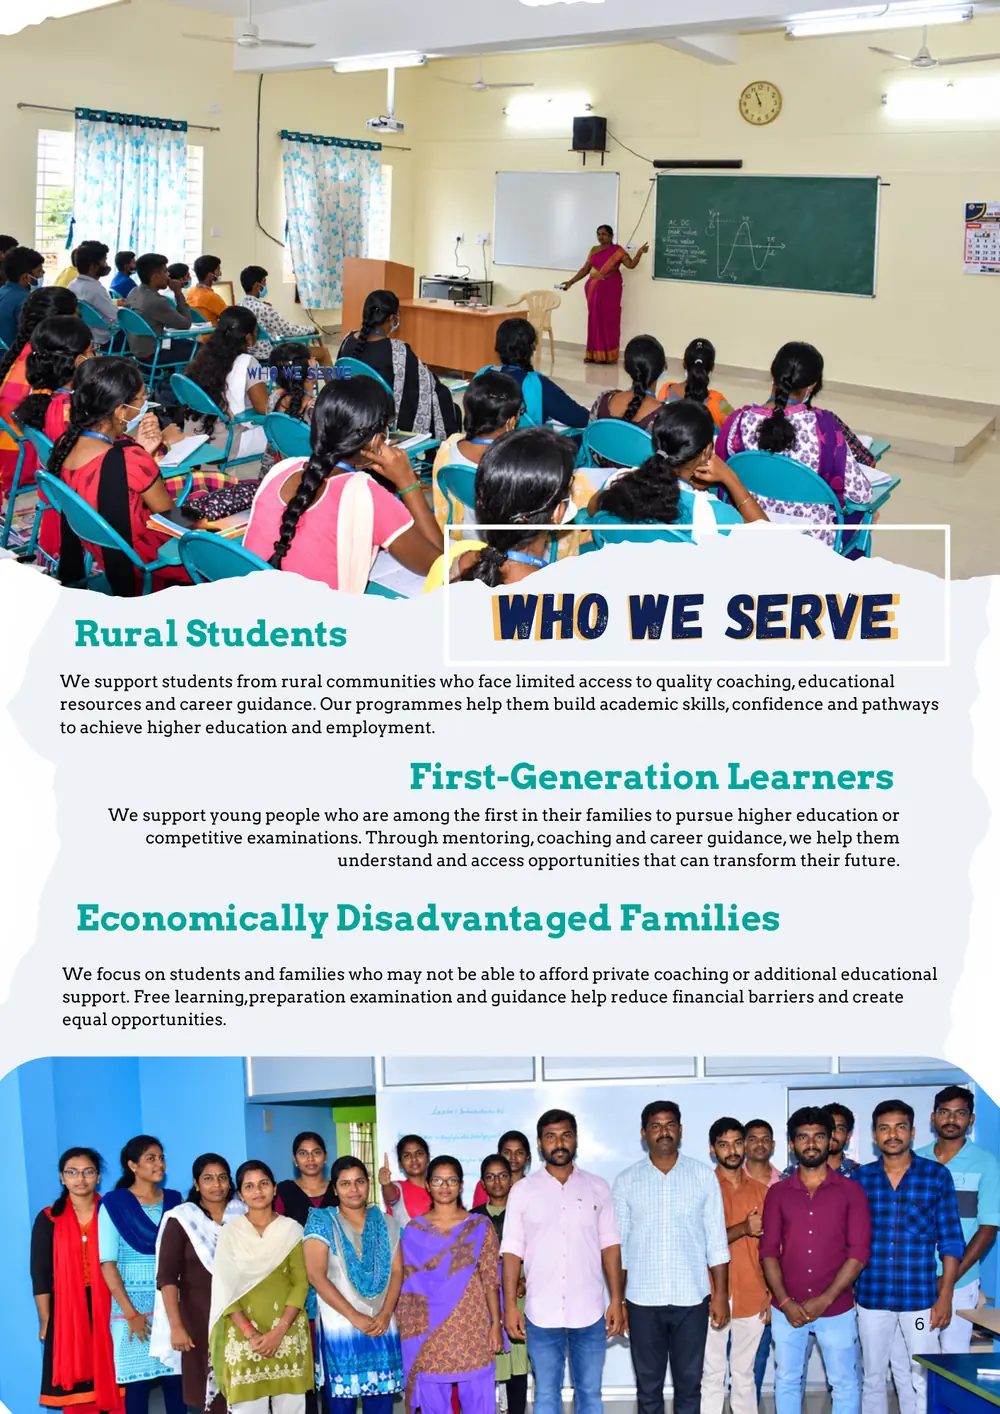 AC DC
Peak value
Average value
WHO WE SERVE
WHO WE SERVE
Rural Students
We support students from rural communities who face limited access to quality coaching, educational
resources and career guidance. Our programmes help them build academic skills, confidence and pathways
to achieve higher education and employment.
First-Generation Learners
We support young people who are among the first in their families to pursue higher education or
competitive examinations. Through mentoring, coaching and career guidance, we help them
understand and access opportunities that can transform their future.
Economically Disadvantaged Families
We focus on students and families who may not be able to afford private coaching or additional educational
support. Free learning,preparation examination and guidance help reduce financial barriers and create
equal opportunities.
6